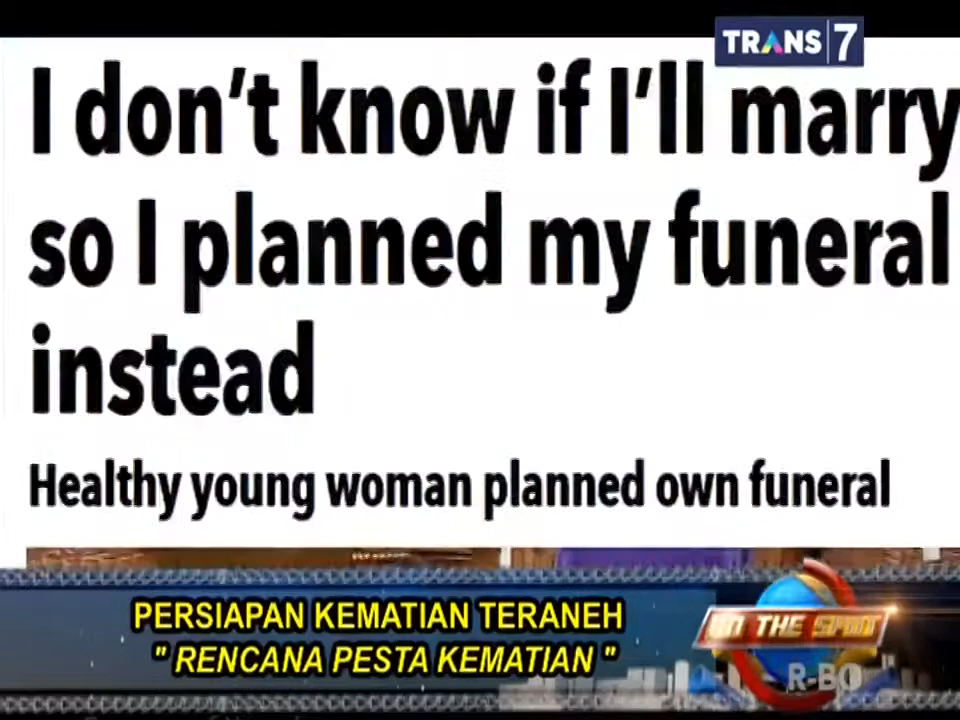 TRANS 7
I don't know if I'll marry
so I planned my funeral
instead
Healthy young woman planned own funeral
PERSIAPAN KEMATIAN TERANEH
" RENCANA PESTA KEMATIAN "
ON THE SPOT
R-BO